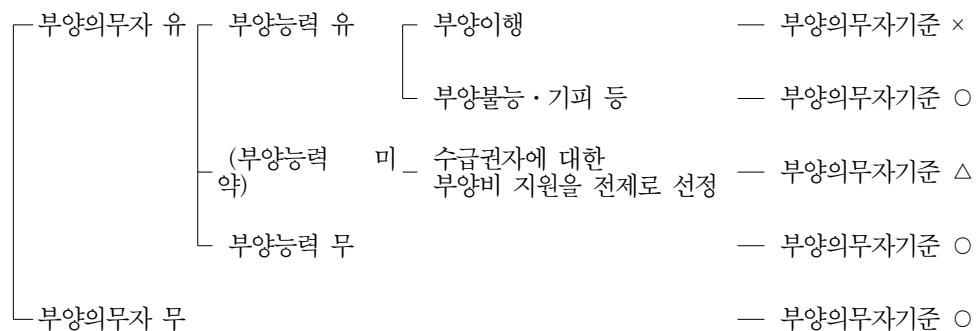 부양의무자 유 부양능력 유 부양이행 — 부양의무자기준 ×
부양불능・기피 등 — 부양의무자기준 ○
(부양능력 미약) 수급권자에 대한
부양비 지원을 전제로 선정 — 부양의무자기준 △
부양능력 무 — 부양의무자기준 ○
부양의무자 무 — 부양의무자기준 ○